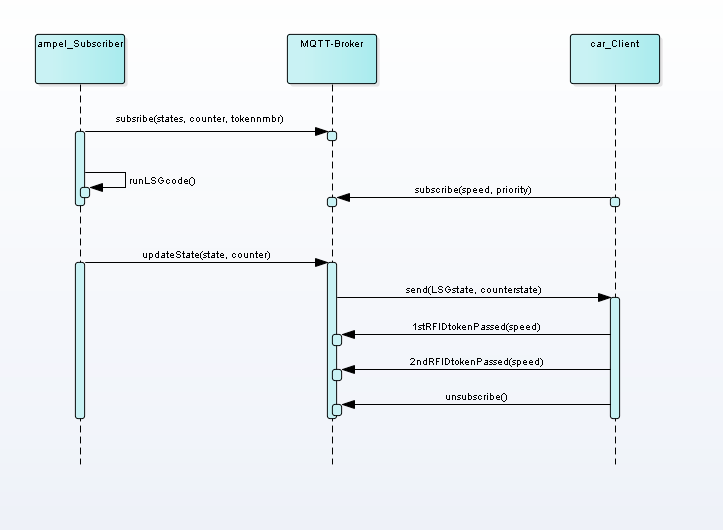 ampel_Subscriber
MQTT-Broker
car_Client
subsribe(states, counter, tokennmbr)
runLSGcode()
subscribe(speed, priority)
updateState(state, counter)
send(LSGstate, counterstate)
1stRFIDtokenPassed(speed)
2ndRFIDtokenPassed(speed)
unsubscribe()